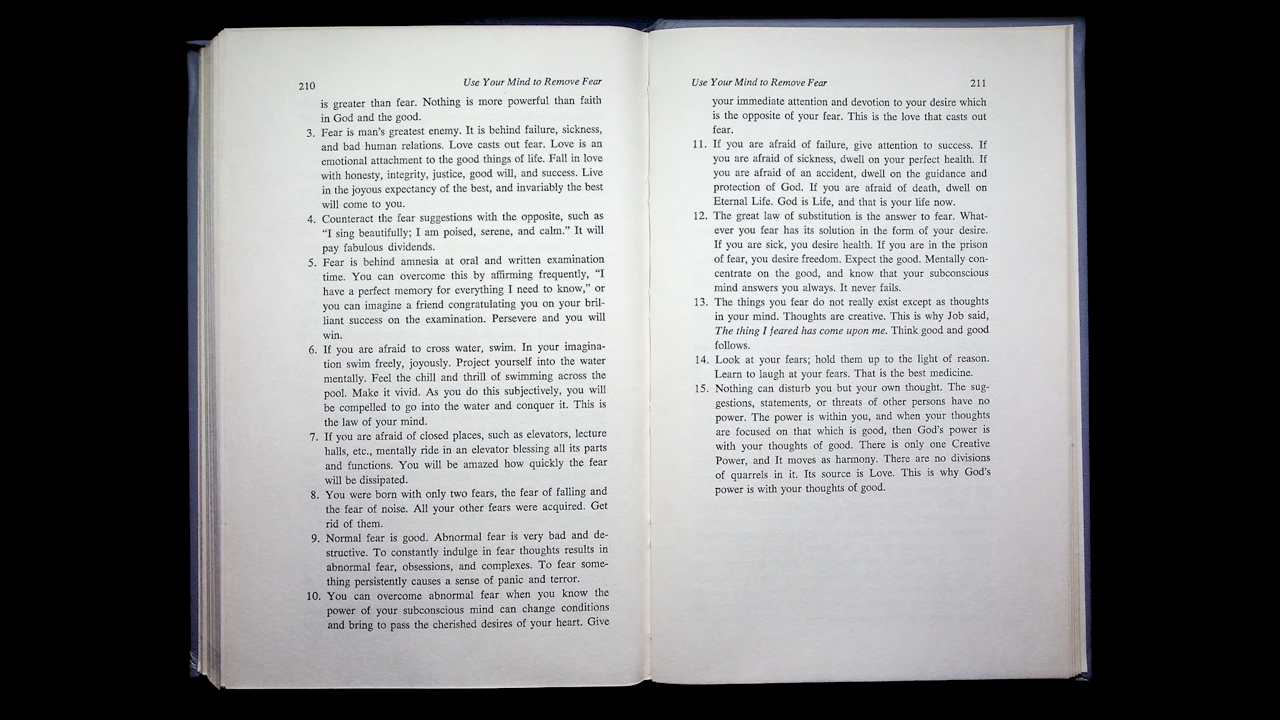 210
Use Your Mind to Remove Fear
is greater than fear. Nothing is more powerful than faith
in God and the good.
3. Fear is man's greatest enemy. It is behind failure, sickness,
and bad human relations. Love casts out fear. Love is an
emotional attachment to the good things of life. Fall in love
with honesty, integrity, justice, good will, and success. Live
in the joyous expectancy of the best, and invariably the best
will come to you.
4. Counteract the fear suggestions with the opposite, such as
"I sing beautifully; I am poised, serene, and calm." It will
pay fabulous dividends.
5. Fear is behind amnesia at oral and written examination
time. You can overcome this by affirming frequently, "I
have a perfect memory for everything I need to know," or
you can imagine a friend congratulating you on your bril-
liant success on the examination. Persevere and you will
win.
6. If you are afraid to cross water, swim. In your imagina-
tion swim freely, joyously. Project yourself into the water
mentally. Feel the chill and thrill of swimming across the
pool. Make it vivid. As you do this subjectively, you will
be compelled to go into the water and conquer it. This is
the law of your mind.
7. If you are afraid of closed places, such as elevators, lecture
halls, etc., mentally ride in an elevator blessing all its parts
and functions. You will be amazed how quickly the fear
will be dissipated.
8. You were born with only two fears, the fear of falling and
the fear of noise. All your other fears were acquired. Get
rid of them.
9. Normal fear is good. Abnormal fear is very bad and de-
structive. To constantly indulge in fear thoughts results in
abnormal fear, obsessions, and complexes. To fear some-
thing persistently causes a sense of panic and terror.
10. You can overcome abnormal fear when you know the
power of your subconscious mind can change conditions
and bring to pass the cherished desires of your heart. Give
Use Your Mind to Remove Fear
211
your immediate attention and devotion to your desire which
is the opposite of your fear. This is the love that casts out
fear.
11. If you are afraid of failure, give attention to success. If
you are afraid of sickness, dwell on your perfect health. If
you are afraid of an accident, dwell on the guidance and
protection of God. If you are afraid of death, dwell on
Eternal Life. God is Life, and that is your life now.
12. The great law of substitution is the answer to fear. What-
ever you fear has its solution in the form of your desire.
If you are sick, you desire health. If you are in the prison
of fear, you desire freedom. Expect the good. Mentally con-
centrate on the good, and know that your subconscious
mind answers you always. It never fails.
13. The things you fear do not really exist except as thoughts
in your mind. Thoughts are creative. This is why Job said,
The thing I feared has come upon me. Think good and good
follows.
14. Look at your fears; hold them up to the light of reason.
Learn to laugh at your fears. That is the best medicine.
15. Nothing can disturb you but your own thought. The sug-
gestions, statements, or threats of other persons have no
power. The power is within you, and when your thoughts
are focused on that which is good, then God's power is
with your thoughts of good. There is only one Creative
Power, and It moves as harmony. There are no divisions
of quarrels in it. Its source is Love. This is why God's
power is with your thoughts of good.